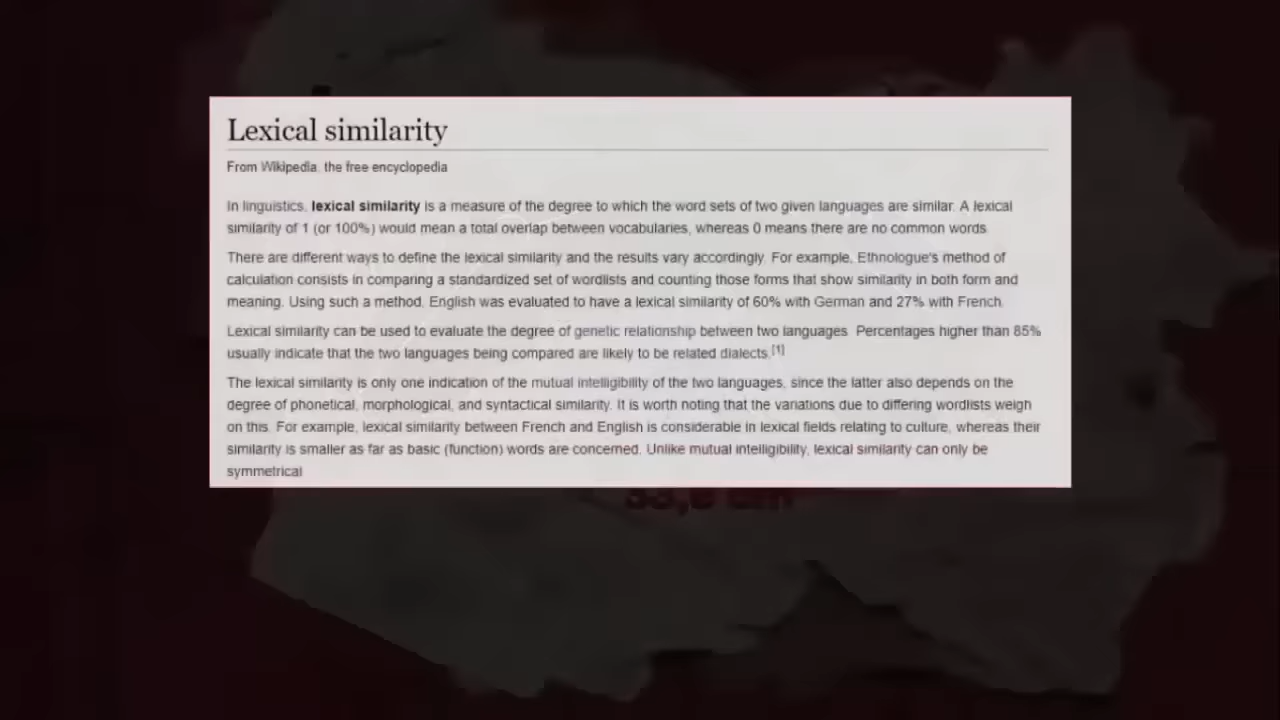 Lexical similarity
From Wikipedia, the free encyclopedia
In linguistics, lexical similarity is a measure of the degree to which the word sets of two given languages are similar. A lexical
similarity of 1 (or 100%) would mean a total overlap between vocabularies, whereas 0 means there are no common words.
There are different ways to define the lexical similarity and the results vary accordingly. For example, Ethnologue's method of
calculation consists in comparing a standardized set of wordlists and counting those forms that show similarity in both form and
meaning. Using such a method, English was evaluated to have a lexical similarity of 60% with German and 27% with French.
Lexical similarity can be used to evaluate the degree of genetic relationship between two languages. Percentages higher than 85%
usually indicate that the two languages being compared are likely to be related dialects.[1]
The lexical similarity is only one indication of the mutual intelligibility of the two languages, since the latter also depends on the
degree of phonetical, morphological, and syntactical similarity. It is worth noting that the variations due to differing wordlists weigh
on this. For example, lexical similarity between French and English is considerable in lexical fields relating to culture, whereas their
similarity is smaller as far as basic (function) words are concerned. Unlike mutual intelligibility, lexical similarity can only be
symmetrical.